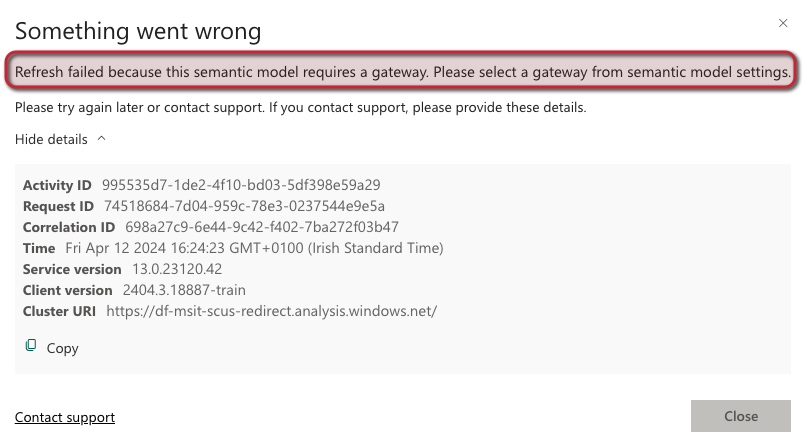 Something went wrong
Refresh failed because this semantic model requires a gateway. Please select a gateway from semantic model settings.
Please try again later or contact support. If you contact support, please provide these details.
Hide details
Activity ID 995535d7-1de2-4f10-bd03-5df398e59a29
Request ID 74518684-7d04-959c-78e3-0237544e9e5a
Correlation ID 698a27c9-6e44-9c42-f402-7ba272f03b47
Time Fri Apr 12 2024 16:24:23 GMT+0100 (Irish Standard Time)
Service version 13.0.23120.42
Client version 2404.3.18887-train
Cluster URI https://df-msit-scus-redirect.analysis.windows.net/
Copy
Contact support
Close